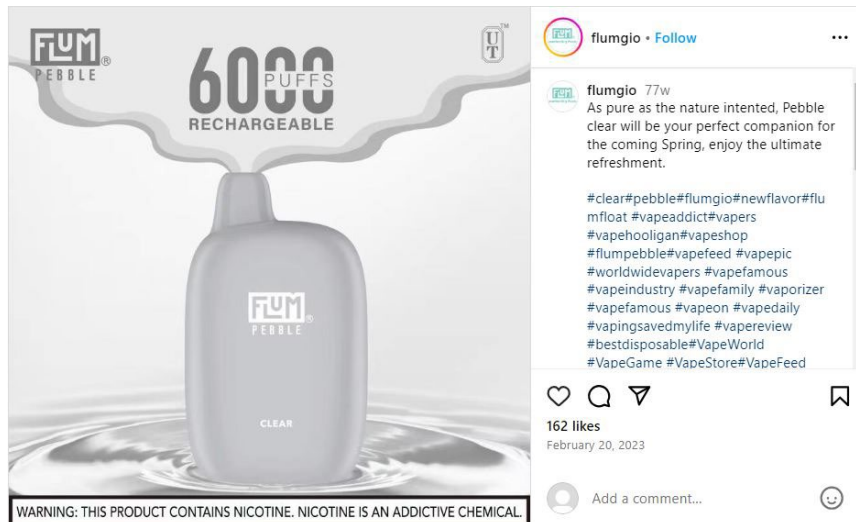 FLUM®
PEBBLE
6000
PUFFS
RECHARGEABLE
UT™
FLUM®
PEBBLE
CLEAR
WARNING: THIS PRODUCT CONTAINS NICOTINE. NICOTINE IS AN ADDICTIVE CHEMICAL.
flumgio • Follow
flumgio 77w
As pure as the nature intented, Pebble
clear will be your perfect companion for
the coming Spring, enjoy the ultimate
refreshment.
#clear#pebble#flumgio#newflavor#flu
mfloat #vapeaddict#vapers
#vapehooligan#vapeshop
#flumpebble#vapefeed #vapepic
#worldwidevapers #vapefamous
#vapeindustry #vapefamily #vaporizer
#vapefamous #vapeon #vapedaily
#vapingsavedmylife #vapereview
#bestdisposable#VapeWorld
#VapeGame #VapeStore#VapeFeed
162 likes
February 20, 2023
Add a comment...